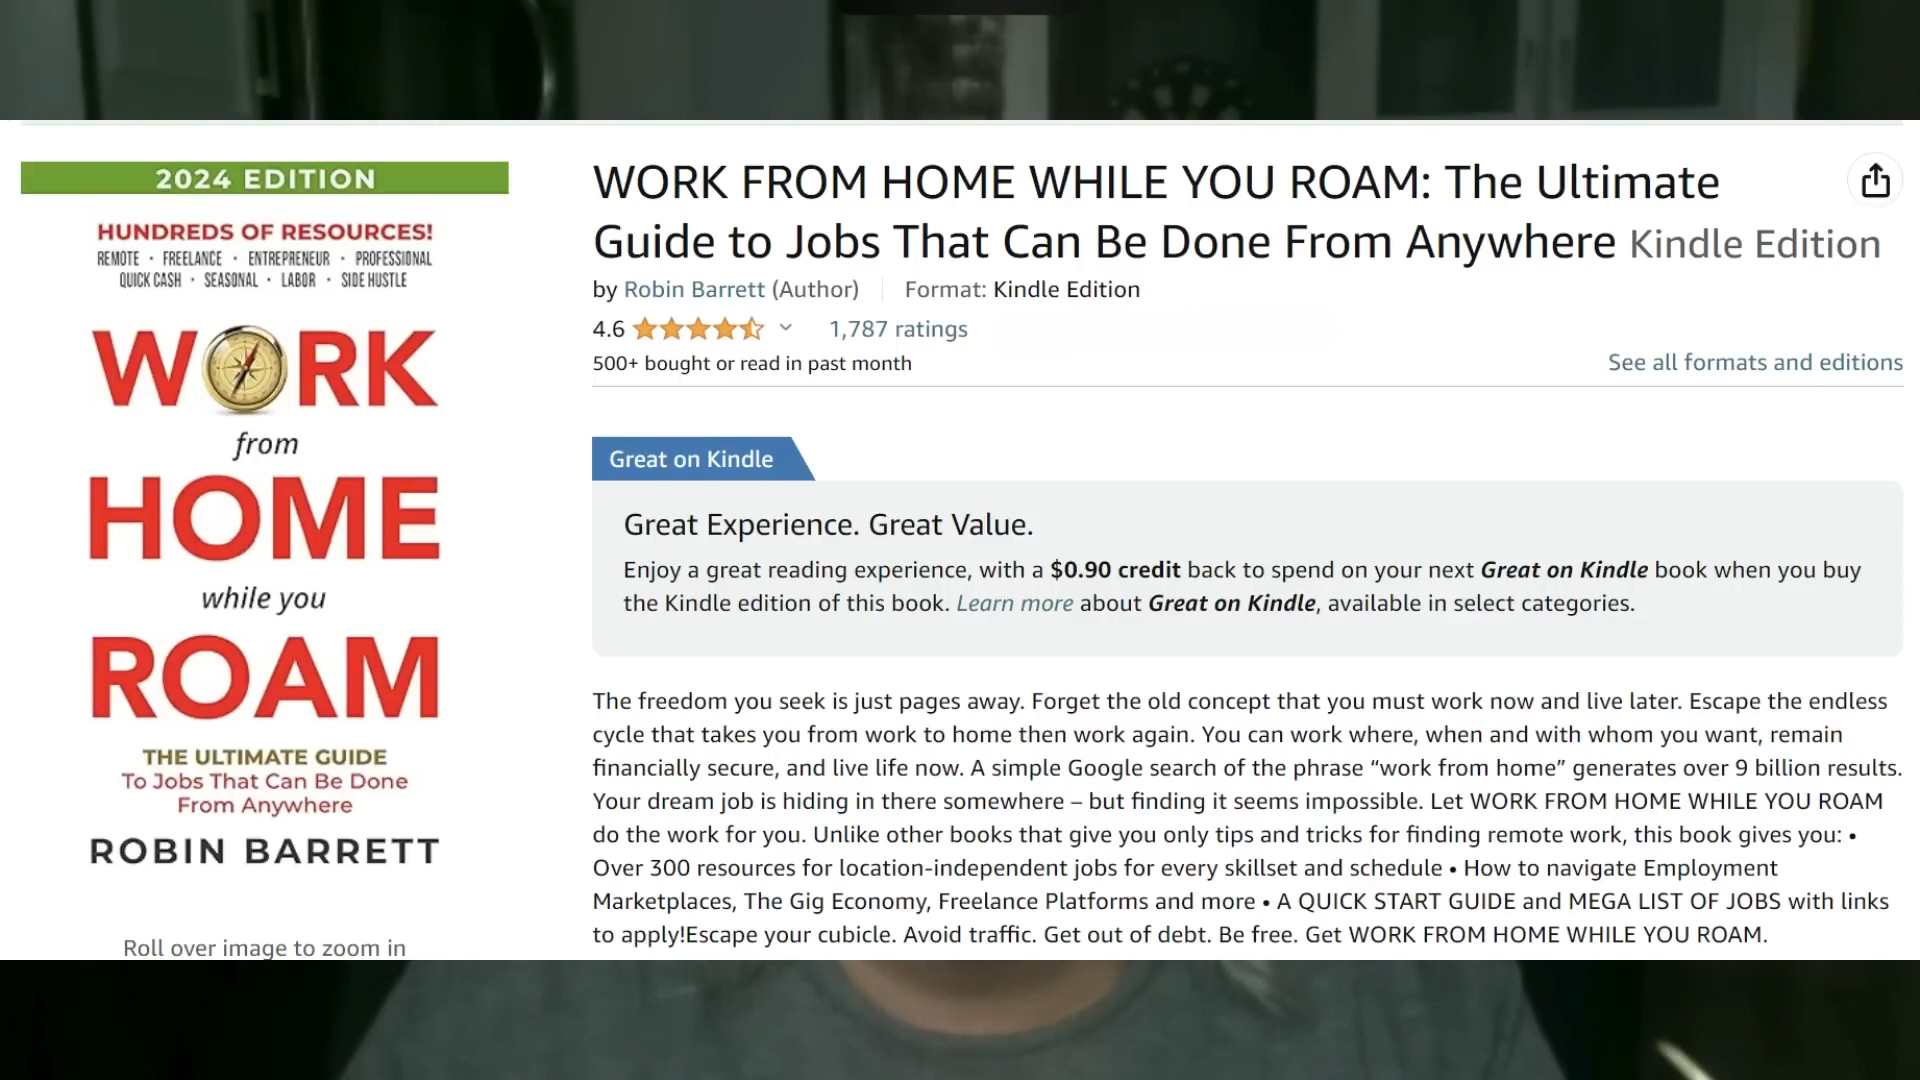 2024 EDITION
HUNDREDS OF RESOURCES!
REMOTE • FREELANCE • ENTREPRENEUR • PROFESSIONAL
QUICK CASH • SEASONAL • LABOR • SIDE HUSTLE
WORK
from
HOME
while you
ROAM
THE ULTIMATE GUIDE
To Jobs That Can Be Done
From Anywhere
ROBIN BARRETT
Roll over image to zoom in
WORK FROM HOME WHILE YOU ROAM: The Ultimate
Guide to Jobs That Can Be Done From Anywhere Kindle Edition
by Robin Barrett (Author) Format: Kindle Edition
4.6 1,787 ratings
500+ bought or read in past month
See all formats and editions
Great on Kindle
Great Experience. Great Value.
Enjoy a great reading experience, with a $0.90 credit back to spend on your next Great on Kindle book when you buy
the Kindle edition of this book. Learn more about Great on Kindle, available in select categories.
The freedom you seek is just pages away. Forget the old concept that you must work now and live later. Escape the endless
cycle that takes you from work to home then work again. You can work where, when and with whom you want, remain
financially secure, and live life now. A simple Google search of the phrase “work from home” generates over 9 billion results.
Your dream job is hiding in there somewhere – but finding it seems impossible. Let WORK FROM HOME WHILE YOU ROAM
do the work for you. Unlike other books that give you only tips and tricks for finding remote work, this book gives you: •
Over 300 resources for location-independent jobs for every skillset and schedule • How to navigate Employment
Marketplaces, The Gig Economy, Freelance Platforms and more • A QUICK START GUIDE and MEGA LIST OF JOBS with links
to apply!Escape your cubicle. Avoid traffic. Get out of debt. Be free. Get WORK FROM HOME WHILE YOU ROAM.